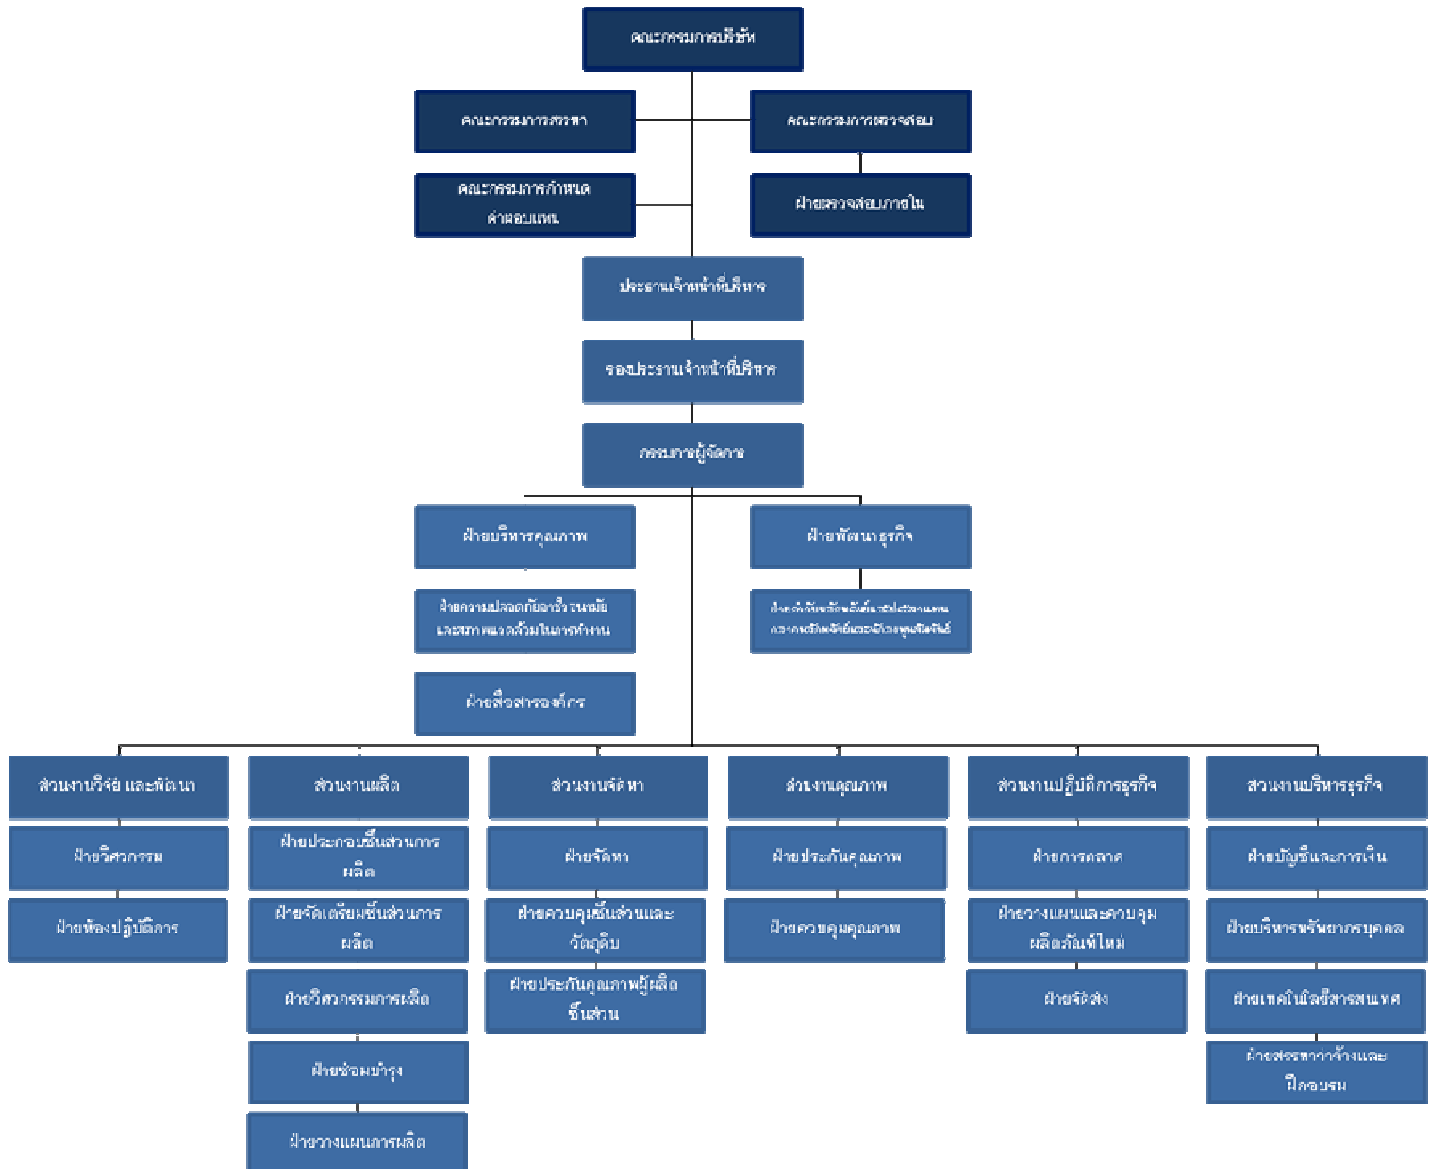 คณะกรรมการบริษัท
คณะกรรมการสรรหา
คณะกรรมการตรวจสอบ
คณะกรรมการกำหนด
ค่าตอบแทน
ฝ่ายตรวจสอบภายใน
ประธานเจ้าหน้าที่บริหาร
รองประธานเจ้าหน้าที่บริหาร
กรรมการผู้จัดการ
ฝ่ายบริหารคุณภาพ
ฝ่ายพัฒนาธุรกิจ
ฝ่ายความปลอดภัยอาชีวอนามัย
และสภาพแวดล้อมในการทำงาน
ฝ่ายสื่อสารองค์กร
ส่วนงานวิจัย และพัฒนา
ส่วนงานผลิต
ส่วนงานจัดหา
ส่วนงานคุณภาพ
ส่วนงานปฏิบัติการธุรกิจ
ส่วนงานบริหารธุรกิจ
ฝ่ายวิศวกรรม
ฝ่ายประกอบชิ้นส่วนการ
ผลิต
ฝ่ายจัดหา
ฝ่ายประกันคุณภาพ
ฝ่ายการตลาด
ฝ่ายบัญชีและการเงิน
ฝ่ายห้องปฏิบัติการ
ฝ่ายจัดเตรียมชิ้นส่วนการ
ผลิต
ฝ่ายควบคุมชิ้นส่วนและ
วัตถุดิบ
ฝ่ายควบคุมคุณภาพ
ฝ่ายวางแผนและควบคุม
ผลิตภัณฑ์ใหม่
ฝ่ายบริหารทรัพยากรบุคคล
ฝ่ายวิศวกรรมการผลิต
ฝ่ายประกันคุณภาพผู้ผลิต
ชิ้นส่วน
ฝ่ายจัดส่ง
ฝ่ายเทคโนโลยีสารสนเทศ
ฝ่ายซ่อมบำรุง
ฝ่ายสรรหาว่าจ้างและ
ฝึกอบรม
ฝ่ายวางแผนการผลิต